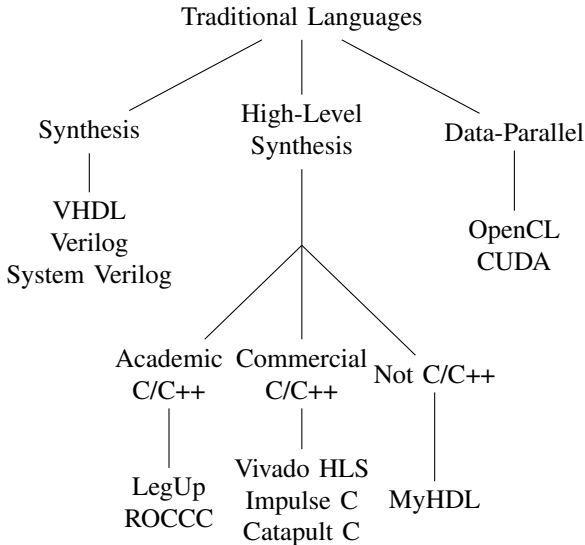 Traditional Languages
Synthesis
High-Level
Synthesis
Data-Parallel
VHDL
Verilog
System Verilog
OpenCL
CUDA
Academic
C/C++
Commercial
C/C++
Not C/C++
LegUp
ROCCC
Vivado HLS
Impulse C
Catapult C
MyHDL